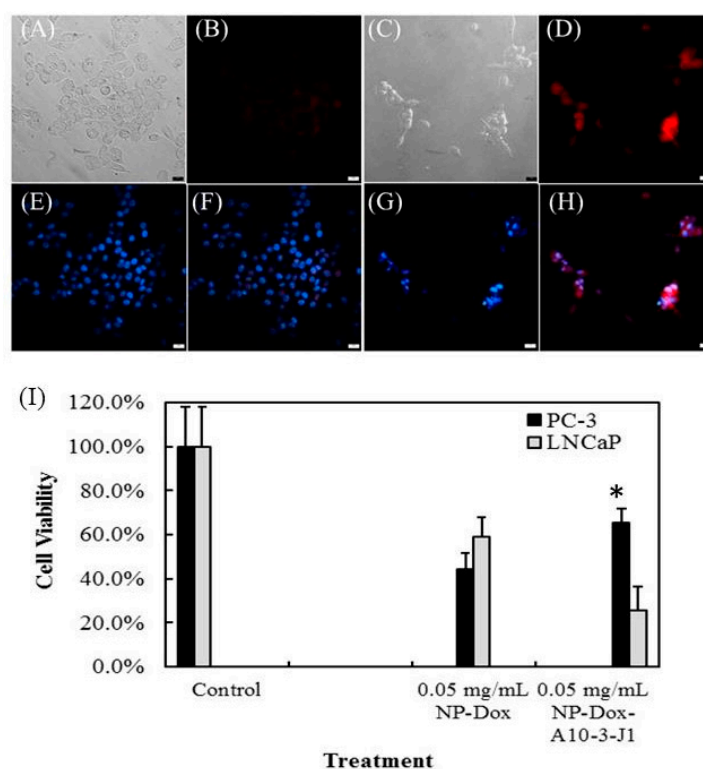 (A)
(B)
(C)
(D)
(E)
(F)
(G)
(H)
(I)
120.0%
100.0%
80.0%
60.0%
40.0%
20.0%
0.0%
Cell Viability
PC-3
LNCaP
*
Control
0.05 mg/mL
NP-Dox
0.05 mg/mL
NP-Dox-
A10-3-J1
Treatment